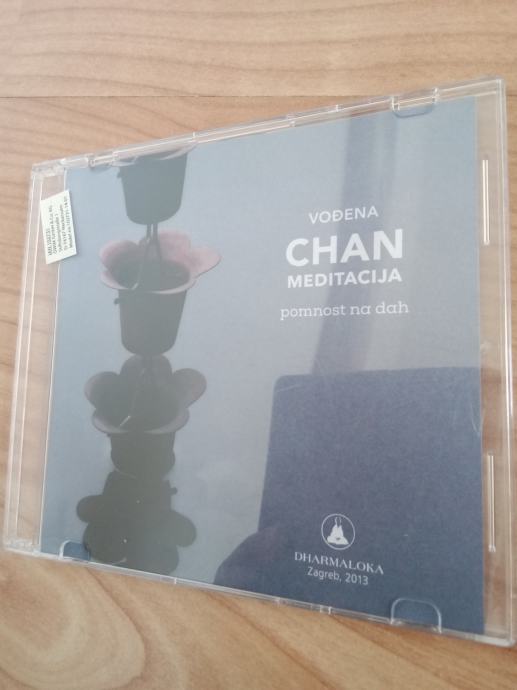 VOĐENA
CHAN
MEDITACIJA
pomnost na dah
DHARMALOKA
Zagreb, 2013